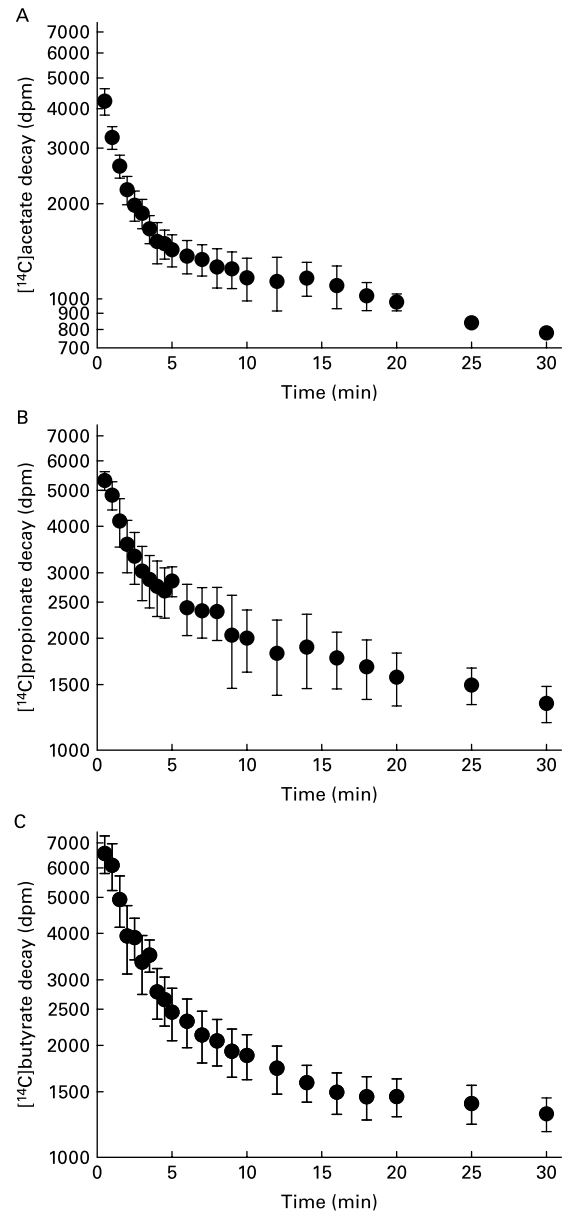 A
7000
6000
5000
4000
3000
2000
1000
900
800
700
[¹⁴C]acetate decay (dpm)
0 5 10 15 20 25 30
Time (min)
B
7000
6000
5000
4000
3000
2500
2000
1500
1000
[¹⁴C]propionate decay (dpm)
0 5 10 15 20 25 30
Time (min)
C
7000
6000
5000
4000
3000
2500
2000
1500
1000
[¹⁴C]butyrate decay (dpm)
0 5 10 15 20 25 30
Time (min)